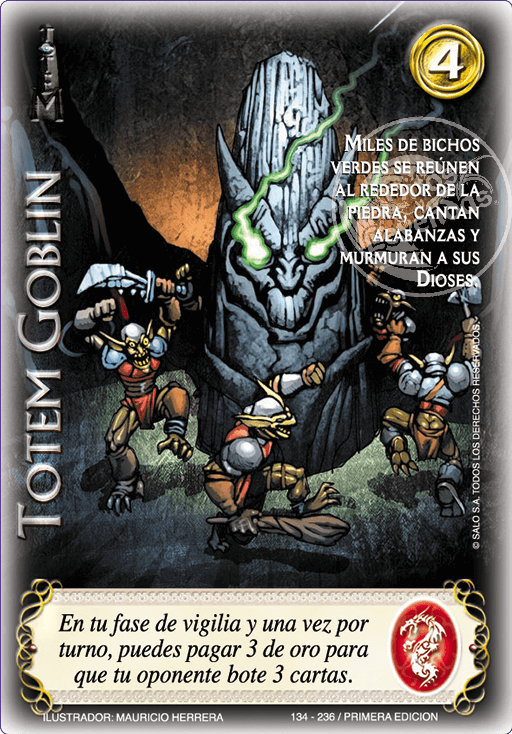 TOTEM
4
MILES DE BICHOS
VERDES SE REÚNEN
AL REDEDOR DE LA
PIEDRA, CANTAN
ALABANZAS Y
MURMURAN A SUS
DIOSES.
TOTEM GOBLIN
© SALO S.A. TODOS LOS DERECHOS RESERVADOS.
En tu fase de vigilia y una vez por
turno, puedes pagar 3 de oro para
que tu oponente bote 3 cartas.
ILUSTRADOR: MAURICIO HERRERA
134 - 236 / PRIMERA EDICION